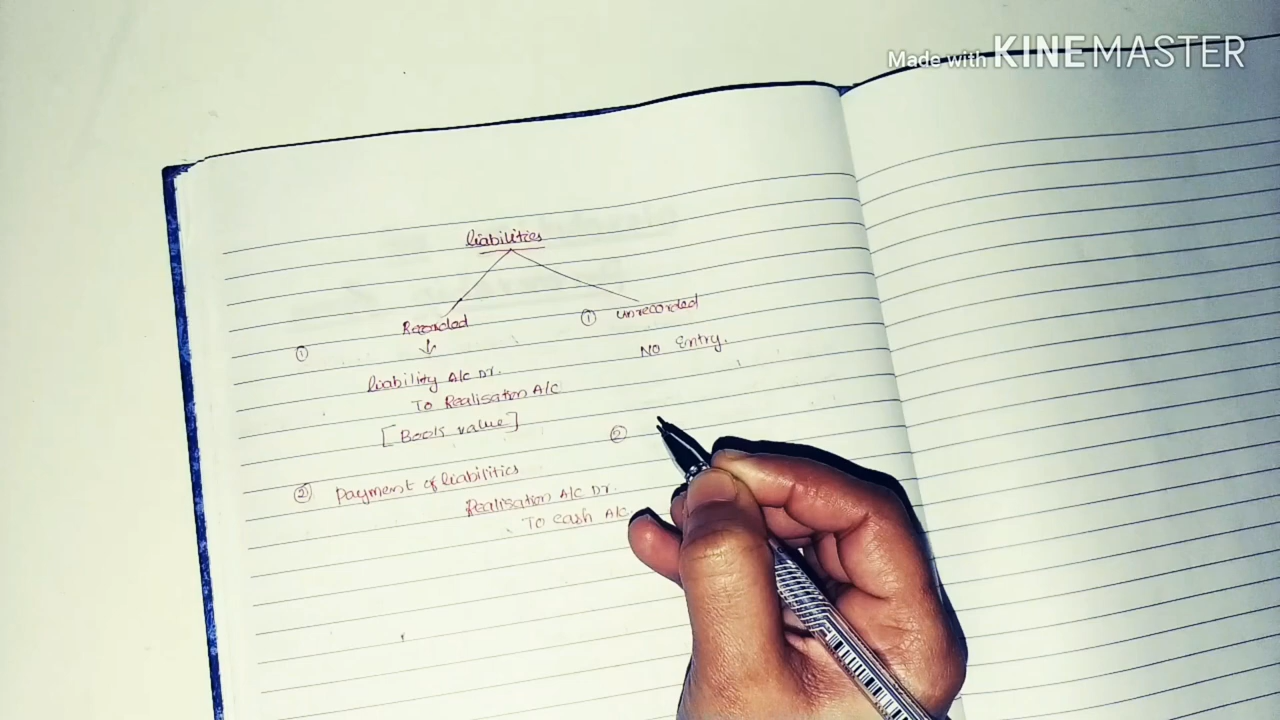 Made with KINEMASTER
Liabilities
Recorded
① unrecorded
①
No Entry.
Liability A/c Dr.
To Realisation A/c
[Book value]
②
② Payment of liabilities
Realisation A/c Dr.
To cash A/c